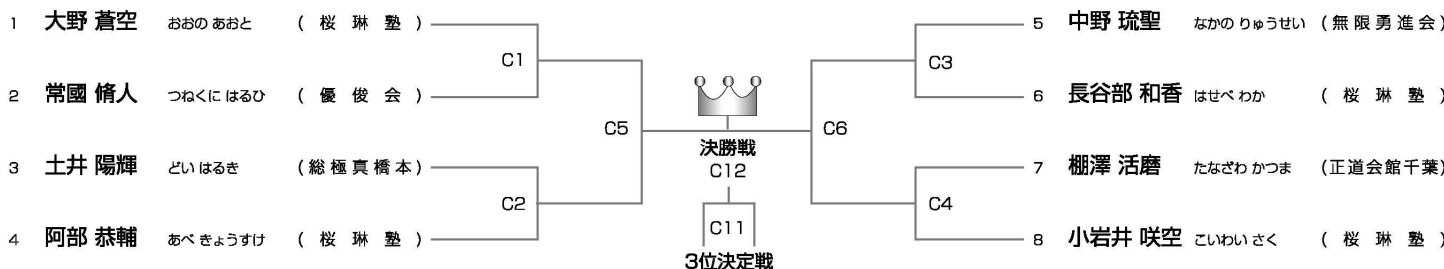 1 大野 蒼空 おおの あおと (桜琳塾)
2 常國 脩人 つねくに はるひ (優俊会)
3 土井 陽輝 どい はるき (総極真橋本)
4 阿部 恭輔 あべ きょうすけ (桜琳塾)
C1
C2
C5
決勝戦
C12
C11
3位決定戦
C6
C3
C4
5 中野 琉聖 なかの りゅうせい (無限勇進会)
6 長谷部 和香 はせべ わか (桜琳塾)
7 棚澤 活磨 たなざわ かつま (正道会館千葉)
8 小岩井 咲空 こいわい さく (桜琳塾)